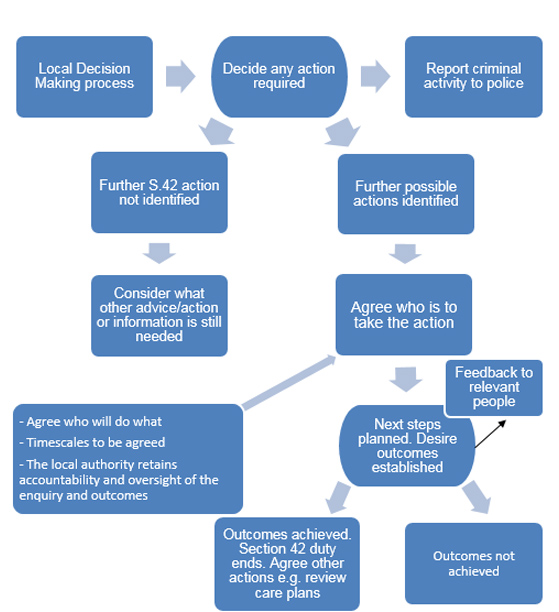 Local Decision
Making process
Decide any action
required
Report criminal
activity to police
Further S.42 action
not identified
Further possible
actions identified
Consider what
other advice/action
or information is still
needed
Agree who is to
take the action
Feedback to
relevant
people
- Agree who will do what
- Timescales to be agreed
- The local authority retains
accountability and oversight of the
enquiry and outcomes
Next steps
planned. Desire
outcomes
established
Outcomes achieved.
Section 42 duty
ends. Agree other
actions e.g. review
care plans
Outcomes not
achieved